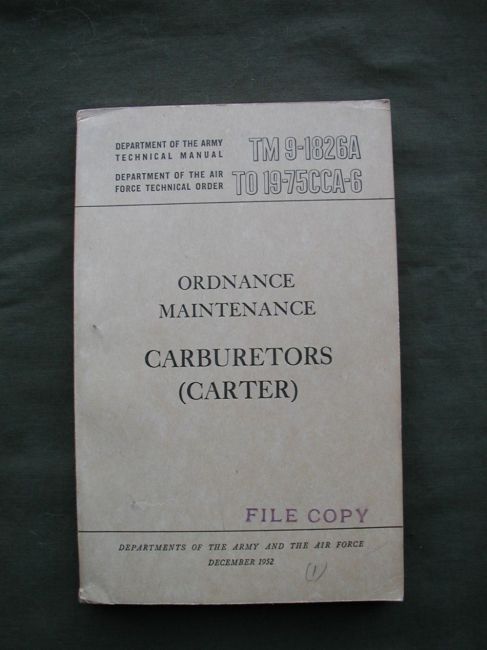 DEPARTMENT OF THE ARMY
TECHNICAL MANUAL
TM 9-1826A
DEPARTMENT OF THE AIR
FORCE TECHNICAL ORDER
TO 19-75CCA-6
ORDNANCE
MAINTENANCE
CARBURETORS
(CARTER)
FILE COPY
DEPARTMENTS OF THE ARMY AND THE AIR FORCE
DECEMBER 1952
(1)